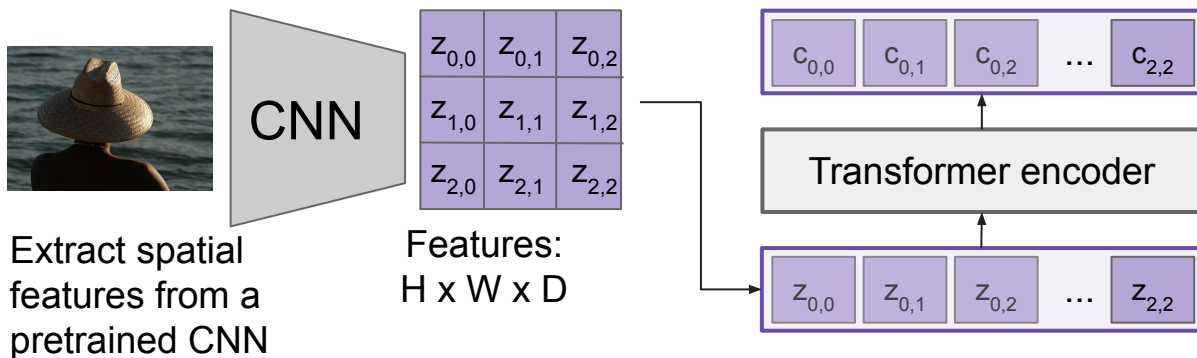 CNN
z0,0 z0,1 z0,2
z1,0 z1,1 z1,2
z2,0 z2,1 z2,2
Extract spatial
features from a
pretrained CNN
Features:
H x W x D
c0,0 c0,1 c0,2 ... c2,2
Transformer encoder
z0,0 z0,1 z0,2 ... z2,2